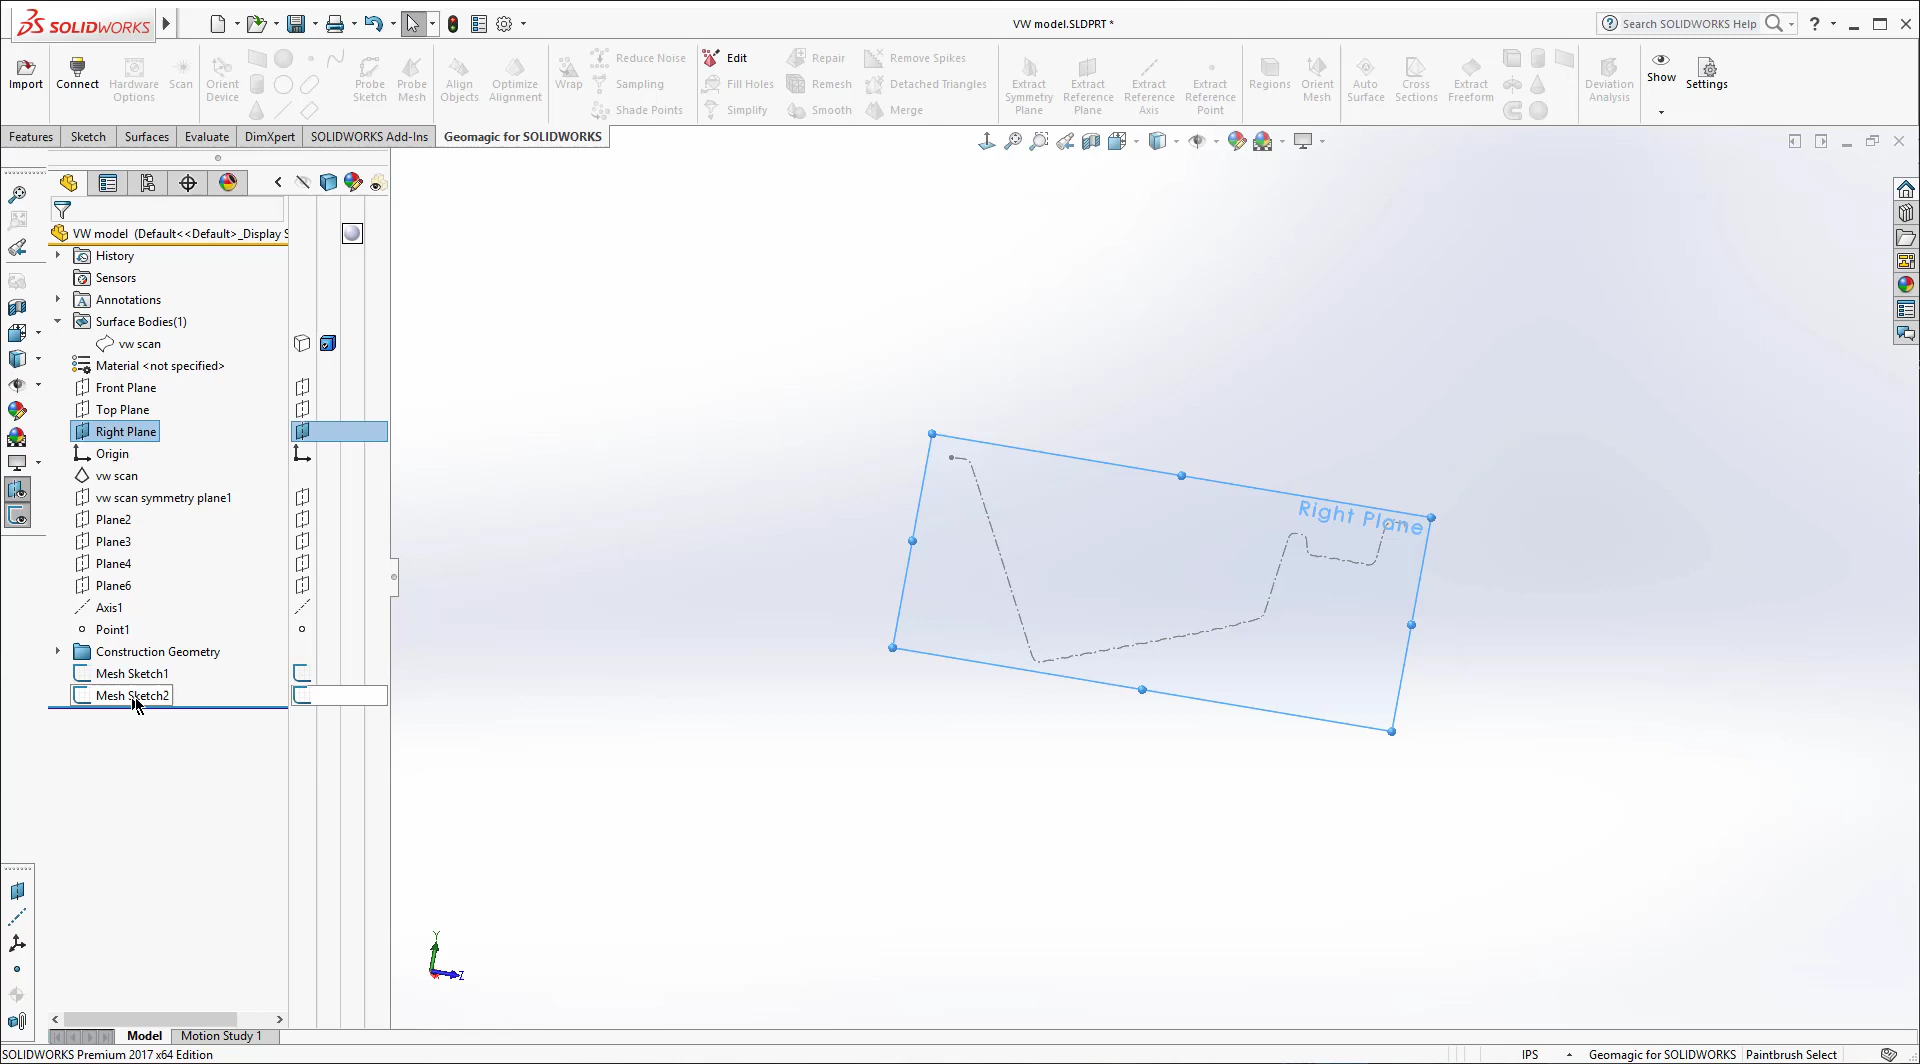 SOLIDWORKS
VW model.SLDPRT *
Search SOLIDWORKS Help
?
Import
Connect
Hardware Options
Scan
Orient Device
Probe Sketch
Probe Mesh
Align Objects
Optimize Alignment
Wrap
Reduce Noise
Sampling
Shade Points
Edit
Fill Holes
Simplify
Repair
Remesh
Smooth
Remove Spikes
Detached Triangles
Merge
Extract Symmetry Plane
Extract Reference Plane
Extract Reference Axis
Extract Reference Point
Regions
Orient Mesh
Auto Surface
Cross Sections
Extract Freeform
Deviation Analysis
Show
Settings
Features
Sketch
Surfaces
Evaluate
DimXpert
SOLIDWORKS Add-Ins
Geomagic for SOLIDWORKS
VW model (Default<<Default>_Display S
History
Sensors
Annotations
Surface Bodies(1)
vw scan
Material <not specified>
Front Plane
Top Plane
Right Plane
Origin
vw scan
vw scan symmetry plane1
Plane2
Plane3
Plane4
Plane6
Axis1
Point1
Construction Geometry
Mesh Sketch1
Mesh Sketch2
Right Plane
Y
Z
Model
Motion Study 1
SOLIDWORKS Premium 2017 x64 Edition
IPS
Geomagic for SOLIDWORKS
Paintbrush Select